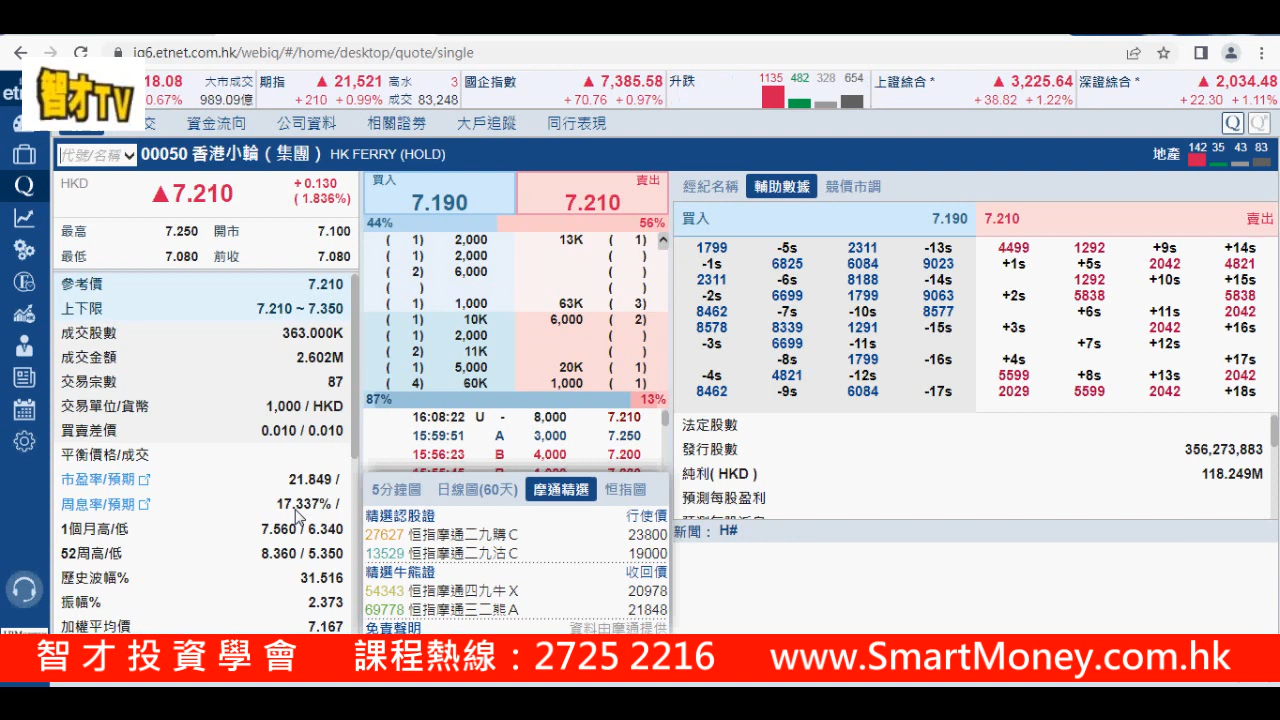 iq6.etnet.com.hk/webiq/#/home/desktop/quote/single
智才TV
18.08 大市成交 期指 ▲ 21,521 高水 3 國企指數 ▲ 7,385.58 升跌 1135 482 328 654 上證綜合 * ▲ 3,225.64 深證綜合 * ▲ 2,034.48
0.67% 989.09億 + 210 + 0.99% 成交 83,248 + 70.76 + 0.97% + 38.82 + 1.22% + 22.30 + 1.11%
交 資金流向 公司資料 相關證劵 大戶追蹤 同行表現
代號/名稱 00050 香港小輪（集團） HK FERRY (HOLD) 地產 142 35 43 83
HKD ▲7.210 + 0.130
( 1.836%)
最高 7.250 開市 7.100
最低 7.080 前收 7.080
參考價 7.210
上下限 7.210 ~ 7.350
成交股數 363.000K
成交金額 2.602M
交易宗數 87
交易單位/貨幣 1,000 / HKD
買賣差價 0.010 / 0.010
平衡價格/成交
市盈率/預期 21.849 /
周息率/預期 17.337% /
1個月高/低 7.560 / 6.340
52周高/低 8.360 / 5.350
歷史波幅% 31.516
振幅% 2.373
加權平均價 7.167
買入 賣出
7.190 7.210
44% 56%
( 1) 2,000 13K ( 1)
( 1) 2,000 ( )
( 2) 6,000 ( )
( ) ( )
( 1) 1,000 63K ( 3)
( 1) 10K 6,000 ( 2)
( 1) 2,000 ( )
( 2) 11K ( )
( 1) 5,000 20K ( 1)
( 4) 60K 1,000 ( 1)
87% 13%
16:08:22 U - 8,000 7.210
15:59:51 A 3,000 7.250
15:56:23 B 4,000 7.200
5分鐘圖 日線圖(60天) 摩通精選 恒指圖
精選認股證 行使價
27627 恒指摩通二九購C 23800
13529 恒指摩通二九沽C 19000
精選牛熊證 收回價
54343 恒指摩通四九牛X 20978
69778 恒指摩通三二熊A 21848
免責聲明 資料由摩通提供
經紀名稱 輔助數據 競價市調
買入 7.190 7.210 賣出
1799 -5s 2311 -13s 4499 1292 +9s +14s
-1s 6825 6084 9023 +1s +5s 2042 4821
2311 -6s 8188 -14s 1292 +10s +15s
-2s 6699 1799 9063 +2s 5838 5838
8462 -7s -10s 8577 +6s +11s 2042
8578 8339 1291 -15s +3s 2042 +16s
-3s 6699 -11s +7s +12s
-8s 1799 -16s +4s +17s
-4s 4821 -12s 5599 +8s +13s 2042
8462 -9s 6084 -17s 2029 5599 2042 +18s
法定股數
發行股數 356,273,883
純利( HKD ) 118.249M
預測每股盈利
新聞： H#
智才投資學會 課程熱線：2725 2216 www.SmartMoney.com.hk